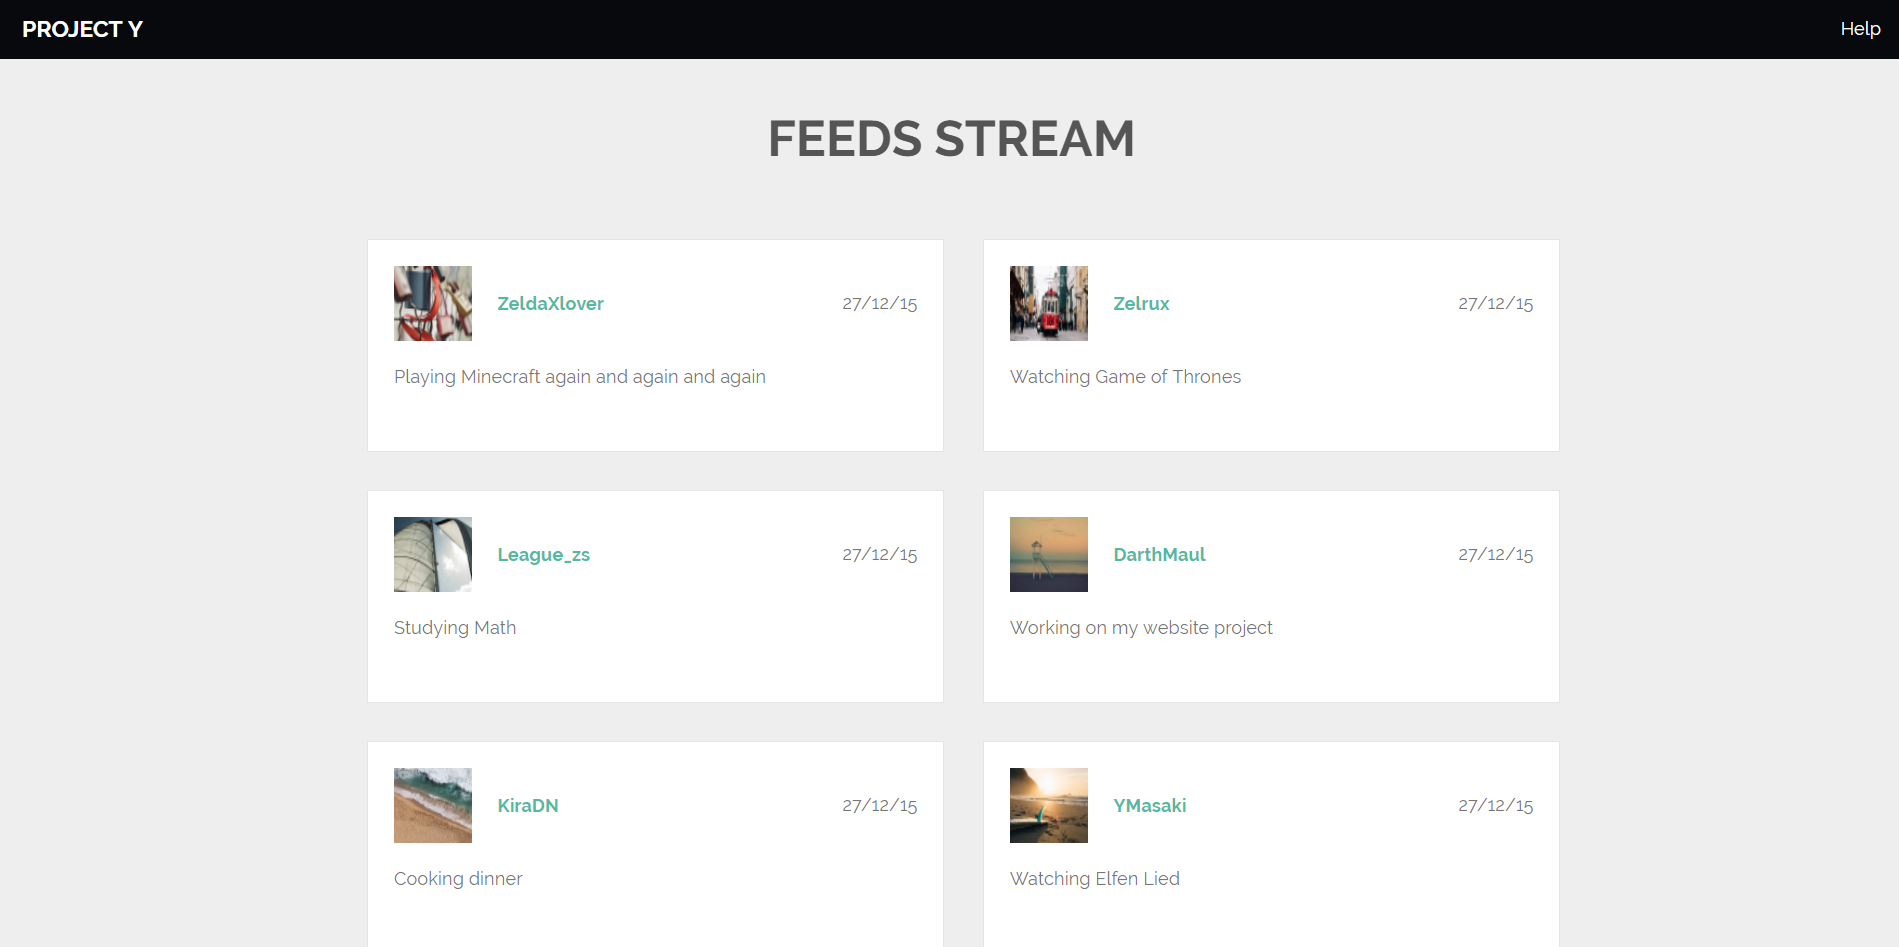 PROJECT Y
Help
FEEDS STREAM
ZeldaXlover
27/12/15
Playing Minecraft again and again and again
Zelrux
27/12/15
Watching Game of Thrones
League_zs
27/12/15
Studying Math
DarthMaul
27/12/15
Working on my website project
KiraDN
27/12/15
Cooking dinner
YMasaki
27/12/15
Watching Elfen Lied